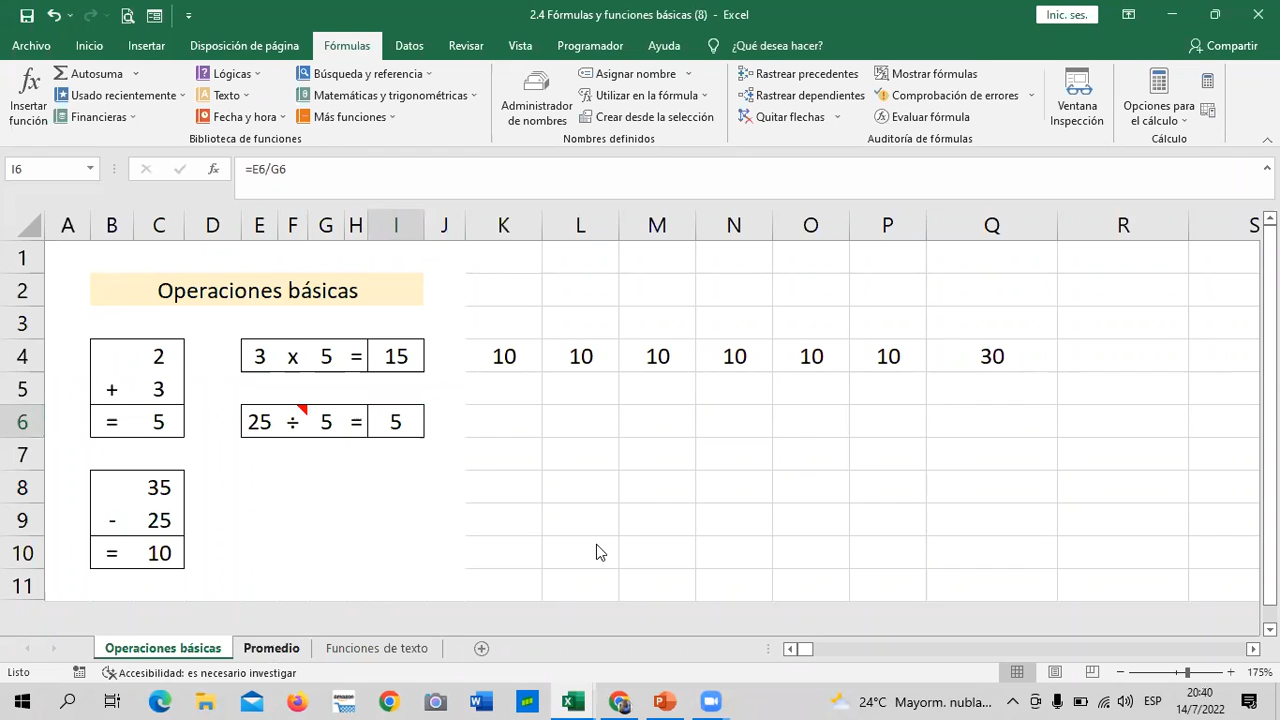 2.4 Fórmulas y funciones básicas (8) - Excel
Inic. ses.
Archivo Inicio Insertar Disposición de página Fórmulas Datos Revisar Vista Programador Ayuda ¿Qué desea hacer? Compartir
fx Insertar función
Autosuma
Usado recientemente
Financieras
Lógicas
Texto
Fecha y hora
Búsqueda y referencia
Matemáticas y trigonométricas
Más funciones
Biblioteca de funciones
Administrador de nombres
Asignar nombre
Utilizar en la fórmula
Crear desde la selección
Nombres definidos
Rastrear precedentes
Rastrear dependientes
Quitar flechas
Mostrar fórmulas
Comprobación de errores
Evaluar fórmula
Auditoría de fórmulas
Ventana Inspección
Opciones para el cálculo
Cálculo
I6 fx =E6/G6
A B C D E F G H I J K L M N O P Q R S
1
2 Operaciones básicas
3
4 2 3 x 5 = 15 10 10 10 10 10 10 30
5 + 3
6 = 5 25 ÷ 5 = 5
7
8 35
9 - 25
10 = 10
11
Operaciones básicas Promedio Funciones de texto
Listo Accesibilidad: es necesario investigar 175%
amazon W X P 24°C Mayorm. nubla... ESP 20:40
14/7/2022